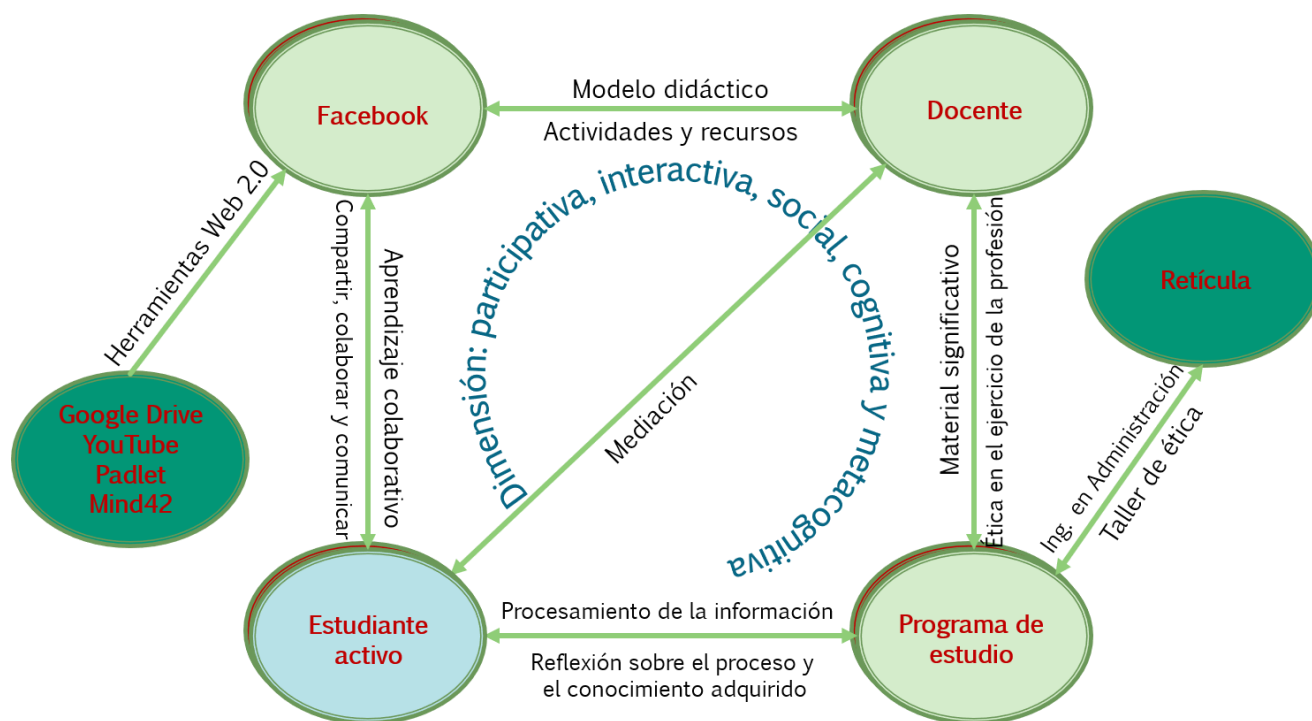 Facebook
Modelo didáctico
Actividades y recursos
Docente
Herramientas Web 2.0
Compartir, colaborar y comunicar
Aprendizaje colaborativo
Dimensión: participativa, interactiva, social, cognitiva y metacognitiva
Mediación
Material significativo
Ética en el ejercicio de la profesión
Retícula
Ing. en Administración
Taller de ética
Google Drive
YouTube
Padlet
Mind42
Estudiante
activo
Procesamiento de la información
Reflexión sobre el proceso y
el conocimiento adquirido
Programa de
estudio